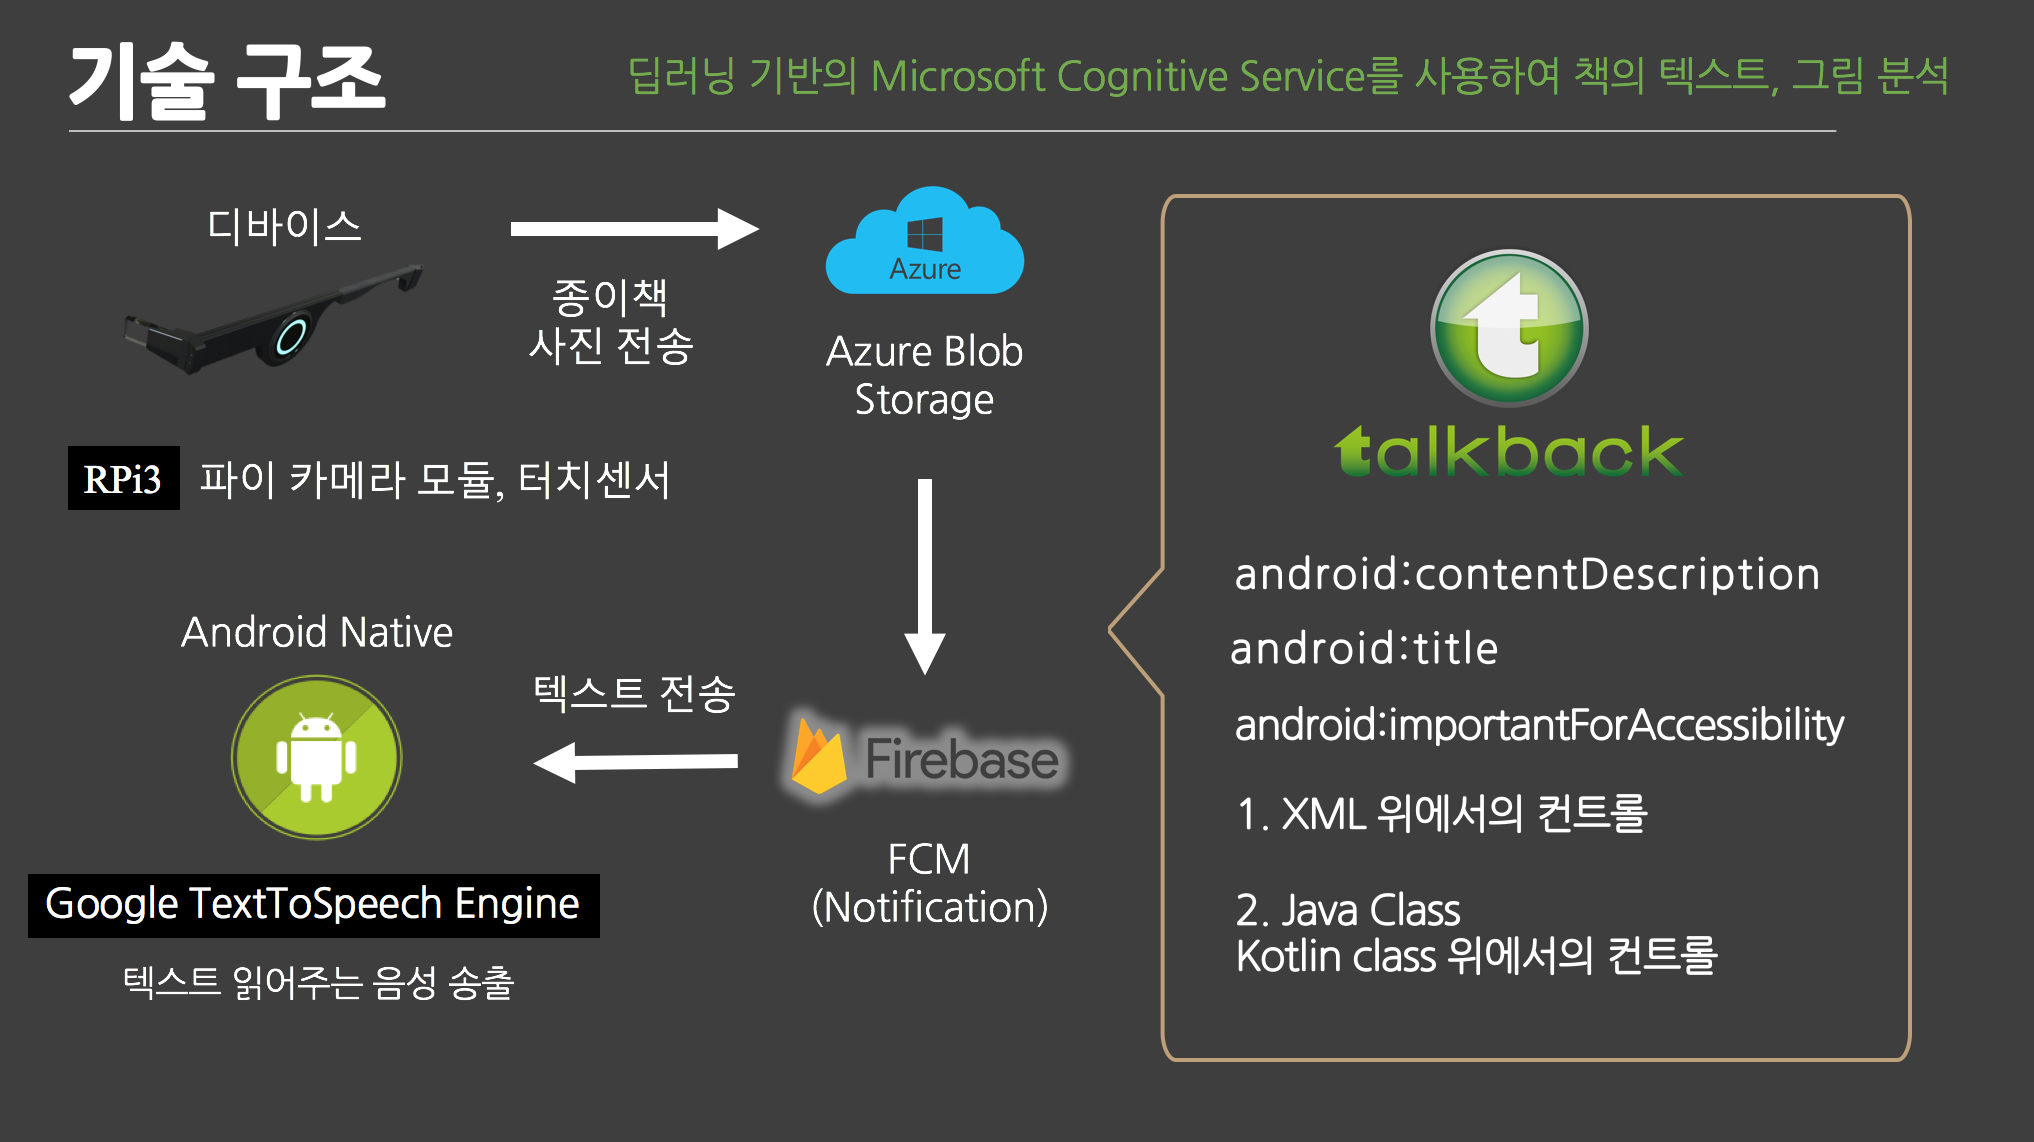 기술 구조
딥러닝 기반의 Microsoft Cognitive Service를 사용하여 책의 텍스트, 그림 분석
디바이스
종이책
사진 전송
Azure
Azure Blob
Storage
RPi3 파이 카메라 모듈, 터치센서
Android Native
텍스트 전송
Firebase
FCM
(Notification)
Google TextToSpeech Engine
텍스트 읽어주는 음성 송출
t
talkback
android:contentDescription
android:title
android:importantForAccessibility
1. XML 위에서의 컨트롤
2. Java Class
Kotlin class 위에서의 컨트롤